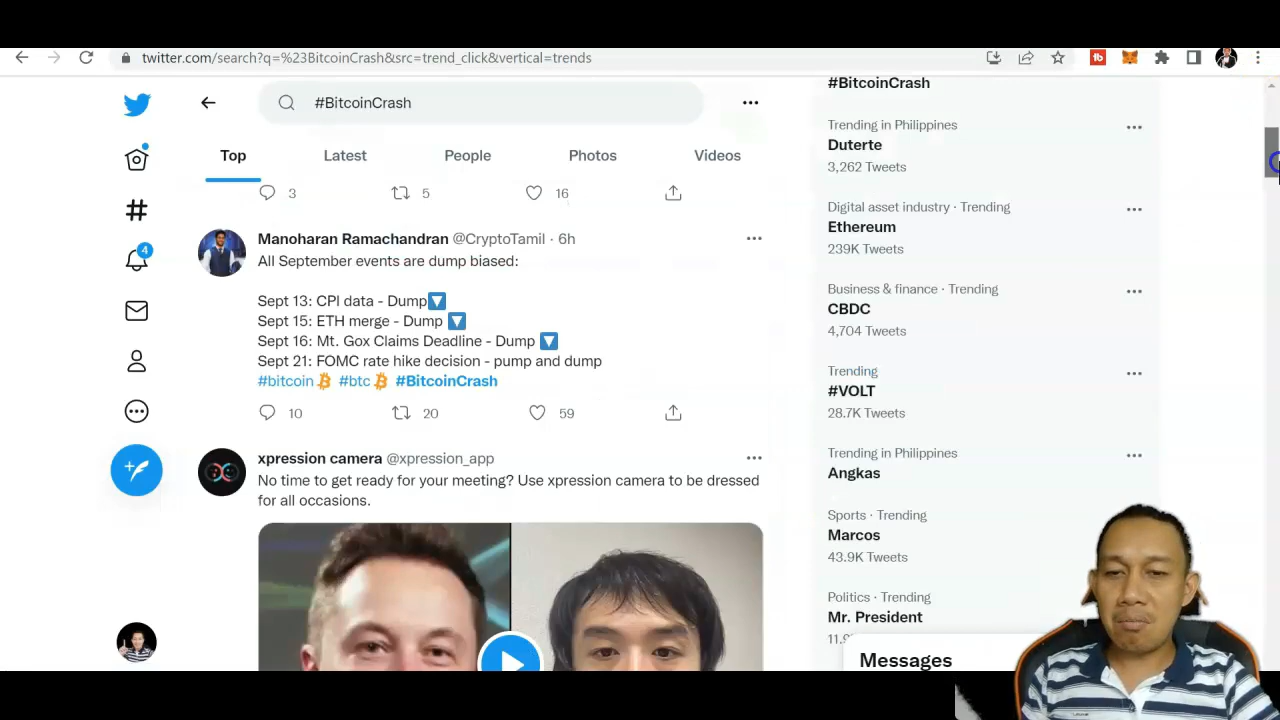 twitter.com/search?q=%23BitcoinCrash&src=trend_click&vertical=trends
#BitcoinCrash
Top
Latest
People
Photos
Videos
3
5
16
Manoharan Ramachandran @CryptoTamil · 6h
All September events are dump biased:
Sept 13: CPI data - Dump
Sept 15: ETH merge - Dump
Sept 16: Mt. Gox Claims Deadline - Dump
Sept 21: FOMC rate hike decision - pump and dump
#bitcoin #btc #BitcoinCrash
10
20
59
xpression camera @xpression_app
No time to get ready for your meeting? Use xpression camera to be dressed
for all occasions.
4
#BitcoinCrash
Trending in Philippines
Duterte
3,262 Tweets
Digital asset industry · Trending
Ethereum
239K Tweets
Business & finance · Trending
CBDC
4,704 Tweets
Trending
#VOLT
28.7K Tweets
Trending in Philippines
Angkas
Sports · Trending
Marcos
43.9K Tweets
Politics · Trending
Mr. President
Messages